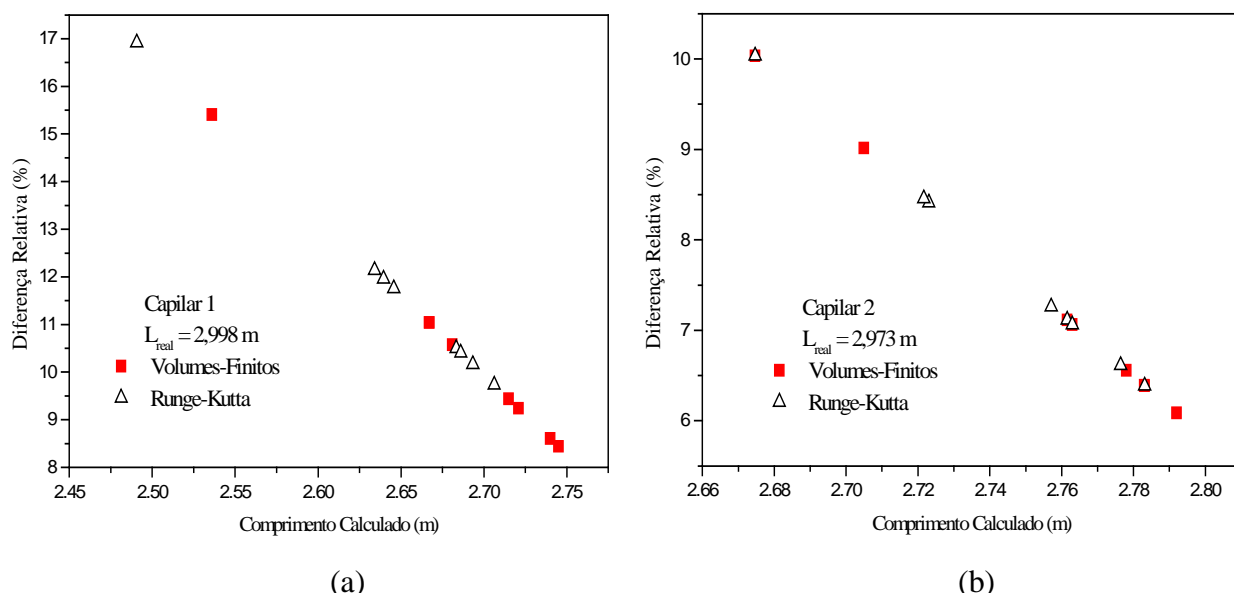 17
16
15
14
13
12
11
10
9
8
Diferença Relativa (%)
Capilar 1
L_real = 2,998 m
Volumes-Finitos
Runge-Kutta
2.45 2.50 2.55 2.60 2.65 2.70 2.75
Comprimento Calculado (m)
(a)
10
9
8
7
6
Diferença Relativa (%)
Capilar 2
L_real = 2,973 m
Volumes-Finitos
Runge-Kutta
2.66 2.68 2.70 2.72 2.74 2.76 2.78 2.80
Comprimento Calculado (m)
(b)